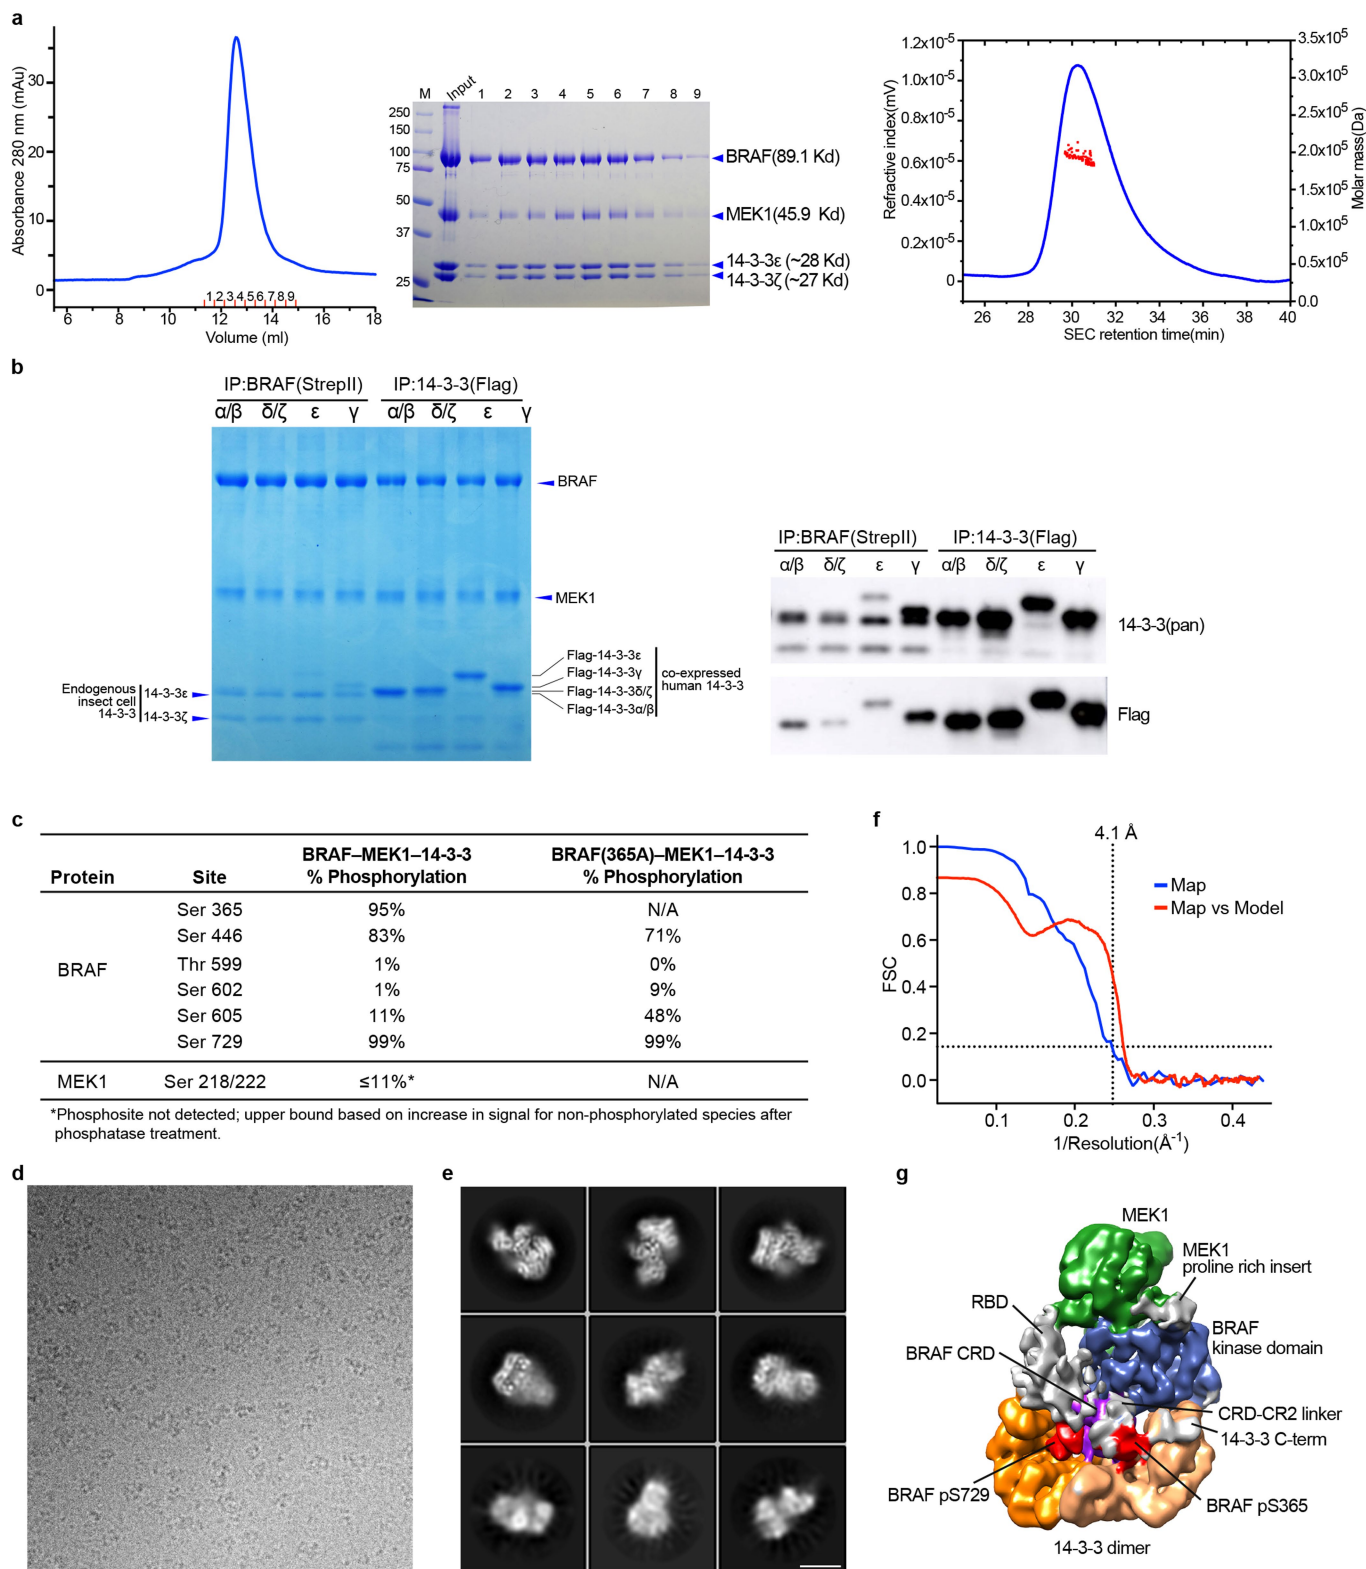 a
Absorbance 280 nm (mAu)
30
20
10
0
1 2 3 4 5 6 7 8 9
6 8 10 12 14 16 18
Volume (ml)
M Input 1 2 3 4 5 6 7 8 9
250
150
100
75
50
37
25
BRAF(89.1 Kd)
MEK1(45.9 Kd)
14-3-3ε (~28 Kd)
14-3-3ζ (~27 Kd)
Refractive index(mV)
1.2x10⁻⁵
1.0x10⁻⁵
0.8x10⁻⁵
0.6x10⁻⁵
0.4x10⁻⁵
0.2x10⁻⁵
0
3.5x10⁵
3.0x10⁵
2.5x10⁵
2.0x10⁵
1.5x10⁵
1.0x10⁵
0.5x10⁵
0.0
Molar mass(Da)
26 28 30 32 34 36 38 40
SEC retention time(min)
b
IP:BRAF(StrepII) IP:14-3-3(Flag)
α/β δ/ζ ε γ α/β δ/ζ ε γ
BRAF
MEK1
Flag-14-3-3ε
Flag-14-3-3γ
Flag-14-3-3δ/ζ
Flag-14-3-3α/β
co-expressed
human 14-3-3
Endogenous
insect cell
14-3-3
14-3-3ε
14-3-3ζ
IP:BRAF(StrepII) IP:14-3-3(Flag)
α/β δ/ζ ε γ α/β δ/ζ ε γ
14-3-3(pan)
Flag
c
Protein Site BRAF–MEK1–14-3-3 % Phosphorylation BRAF(365A)–MEK1–14-3-3 % Phosphorylation
BRAF
Ser 365 95% N/A
Ser 446 83% 71%
Thr 599 1% 0%
Ser 602 1% 9%
Ser 605 11% 48%
Ser 729 99% 99%
MEK1 Ser 218/222 ≤11%* N/A
*Phosphosite not detected; upper bound based on increase in signal for non-phosphorylated species after
phosphatase treatment.
f
4.1 Å
FSC
1.0
0.8
0.6
0.4
0.2
0.0
Map
Map vs Model
0.1 0.2 0.3 0.4
1/Resolution(Å⁻¹)
d
e
g
MEK1
MEK1
proline rich insert
RBD
BRAF
kinase domain
BRAF CRD
CRD-CR2 linker
14-3-3 C-term
BRAF pS729
BRAF pS365
14-3-3 dimer